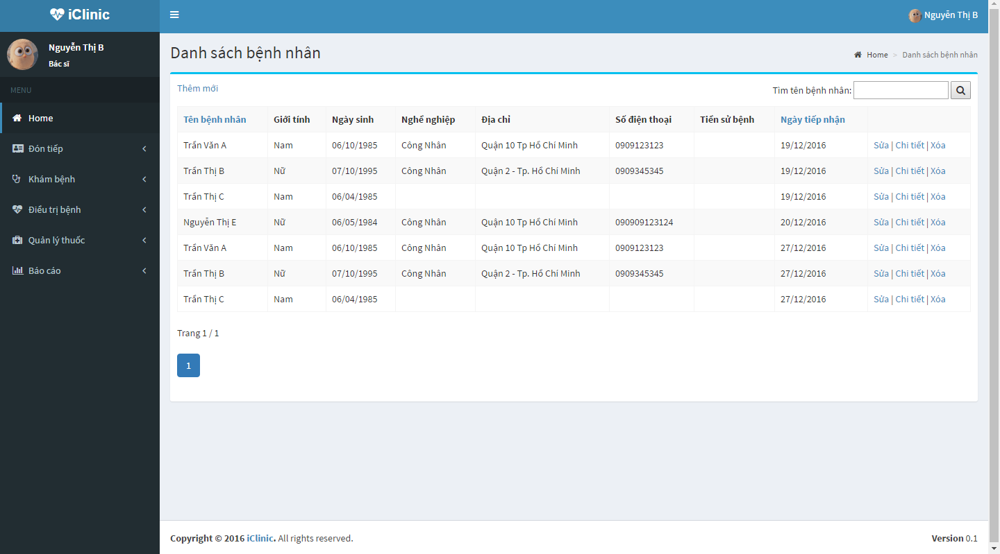 iClinic
Nguyễn Thị B
Nguyễn Thị B
Bác sĩ
MENU
Home
Đón tiếp
Khám bệnh
Điều trị bệnh
Quản lý thuốc
Báo cáo
Danh sách bệnh nhân
Home > Danh sách bệnh nhân
Thêm mới
Tìm tên bệnh nhân:
Tên bệnh nhân Giới tính Ngày sinh Nghề nghiệp Địa chỉ Số điện thoại Tiền sử bệnh Ngày tiếp nhận
Trần Văn A Nam 06/10/1985 Công Nhân Quận 10 Tp Hồ Chí Minh 0909123123 19/12/2016 Sửa | Chi tiết | Xóa
Trần Thị B Nữ 07/10/1995 Công Nhân Quận 2 - Tp. Hồ Chí Minh 0909345345 19/12/2016 Sửa | Chi tiết | Xóa
Trần Thị C Nam 06/04/1985 19/12/2016 Sửa | Chi tiết | Xóa
Nguyễn Thị E Nữ 06/05/1984 Công Nhân Quận 10 Tp Hồ Chí Minh 090909123124 20/12/2016 Sửa | Chi tiết | Xóa
Trần Văn A Nam 06/10/1985 Công Nhân Quận 10 Tp Hồ Chí Minh 0909123123 27/12/2016 Sửa | Chi tiết | Xóa
Trần Thị B Nữ 07/10/1995 Công Nhân Quận 2 - Tp. Hồ Chí Minh 0909345345 27/12/2016 Sửa | Chi tiết | Xóa
Trần Thị C Nam 06/04/1985 27/12/2016 Sửa | Chi tiết | Xóa
Trang 1 / 1
1
Copyright © 2016 iClinic. All rights reserved.
Version 0.1